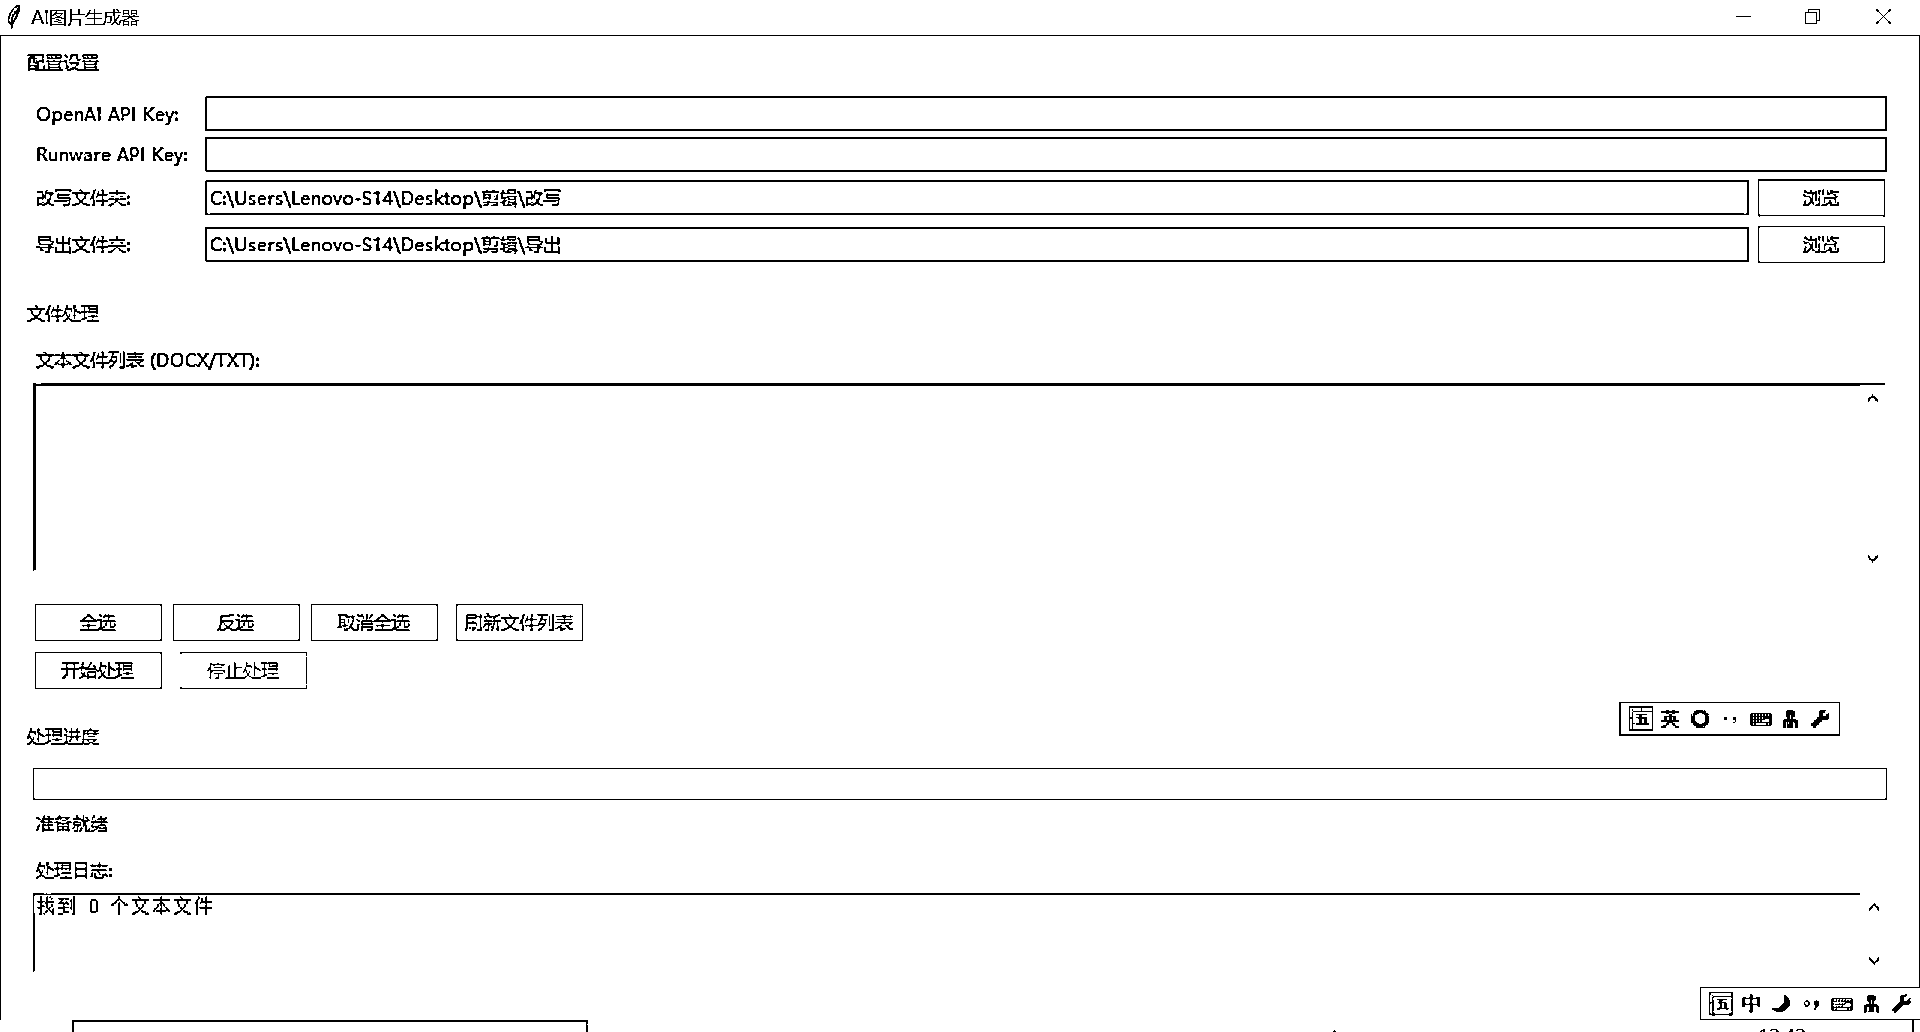 AI图片生成器
配置设置
OpenAI API Key:
Runware API Key:
改写文件夹: C:\Users\Lenovo-S14\Desktop\剪辑\改写 浏览
导出文件夹: C:\Users\Lenovo-S14\Desktop\剪辑\导出 浏览
文件处理
文本文件列表 (DOCX/TXT):
全选 反选 取消全选 刷新文件列表
开始处理 停止处理
五 英
处理进度
准备就绪
处理日志:
找到 0 个文本文件
五 中